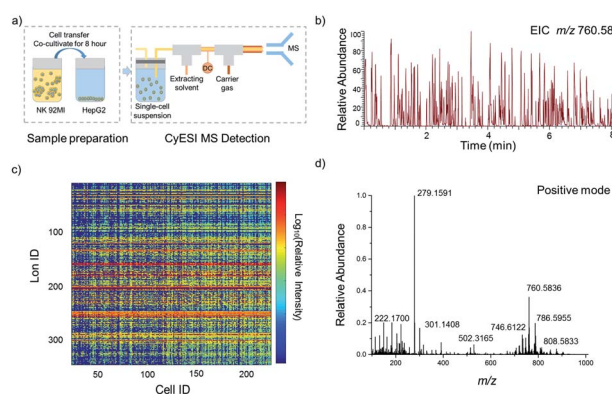 a)
Cell transfer
Co-cultivate for 8 hour
NK 92MI
HepG2
Sample preparation
MS
DC
Extracting
solvent
Carrier
gas
Single-cell
suspension
CyESI MS Detection
b)
EIC m/z 760.58
Relative Abundance
100
80
60
40
20
0
2
4
6
8
Time (min)
c)
Lon ID
100
200
300
50
100
150
200
Cell ID
Log10(Relative Intensity)
d)
Positive mode
Relative Abundance
1.0
0.8
0.6
0.4
0.2
0.0
279.1591
760.5836
222.1700
301.1408
502.3165
746.6122
786.5955
808.5833
200
400
600
800
1000
m/z